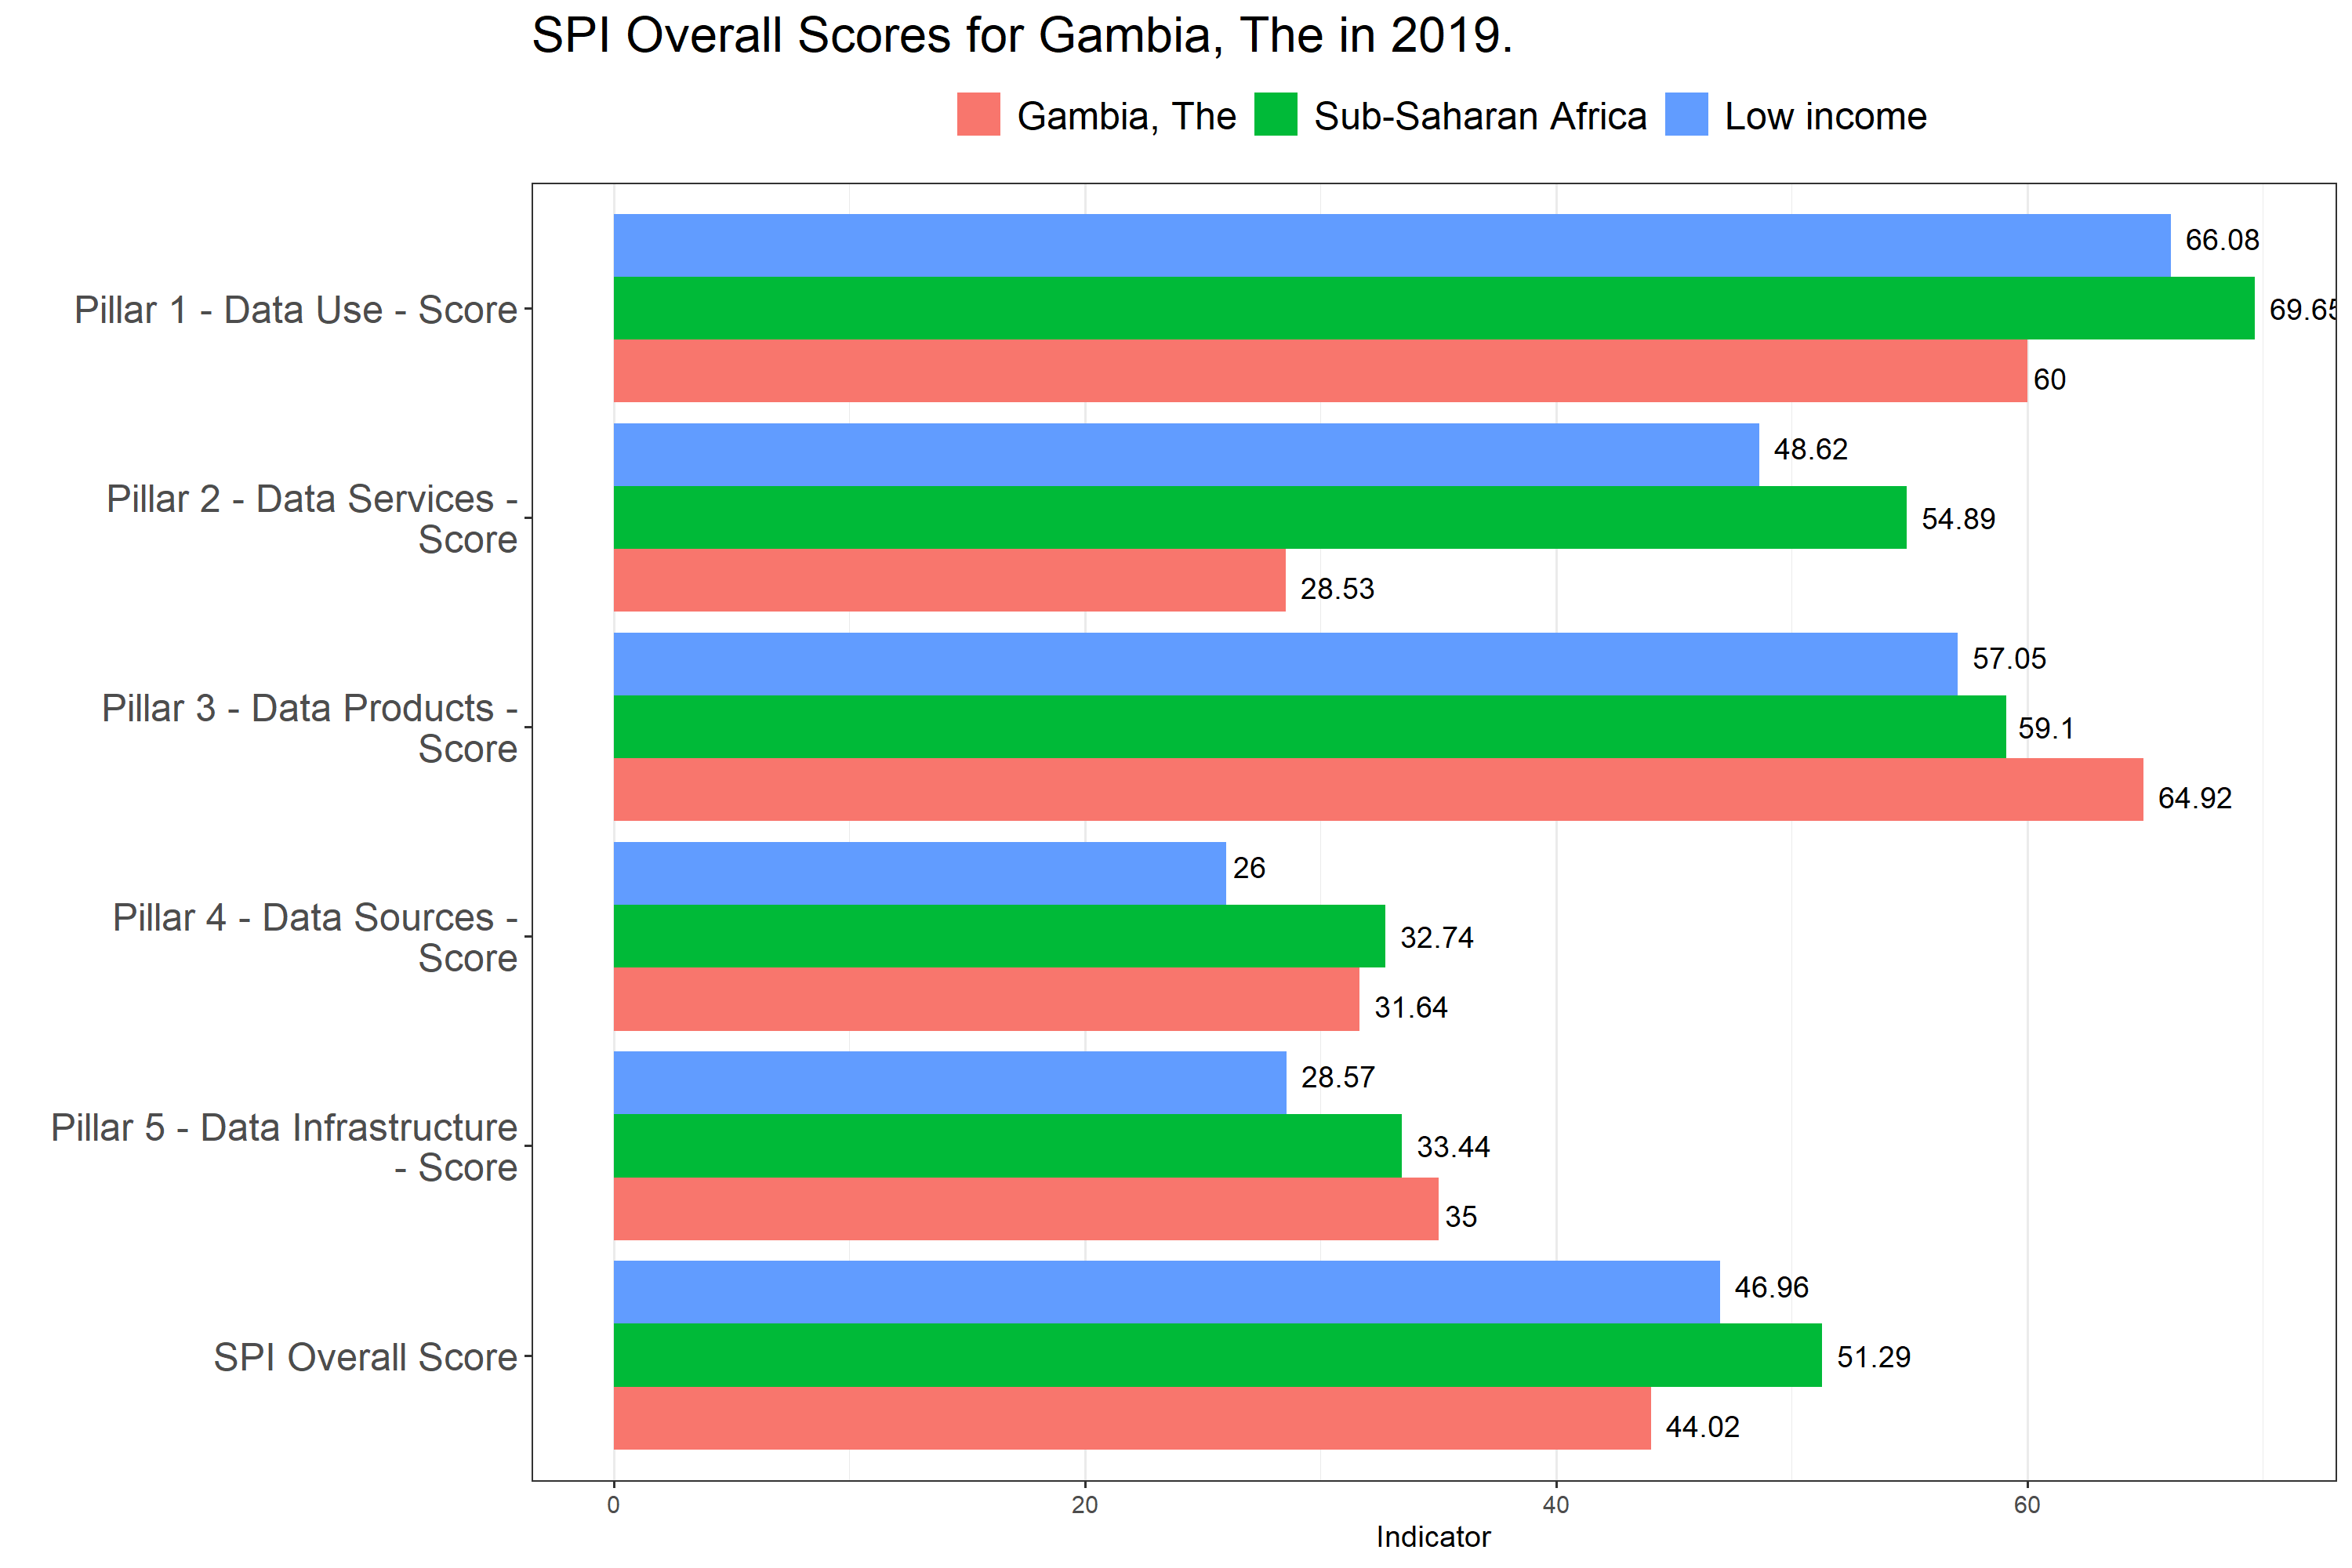 SPI Overall Scores for Gambia, The in 2019.
Gambia, The Sub-Saharan Africa Low income
Pillar 1 - Data Use - Score
66.08
69.65
60
Pillar 2 - Data Services -
Score
48.62
54.89
28.53
Pillar 3 - Data Products -
Score
57.05
59.1
64.92
Pillar 4 - Data Sources -
Score
26
32.74
31.64
Pillar 5 - Data Infrastructure
- Score
28.57
33.44
35
SPI Overall Score
46.96
51.29
44.02
0 20 40 60
Indicator